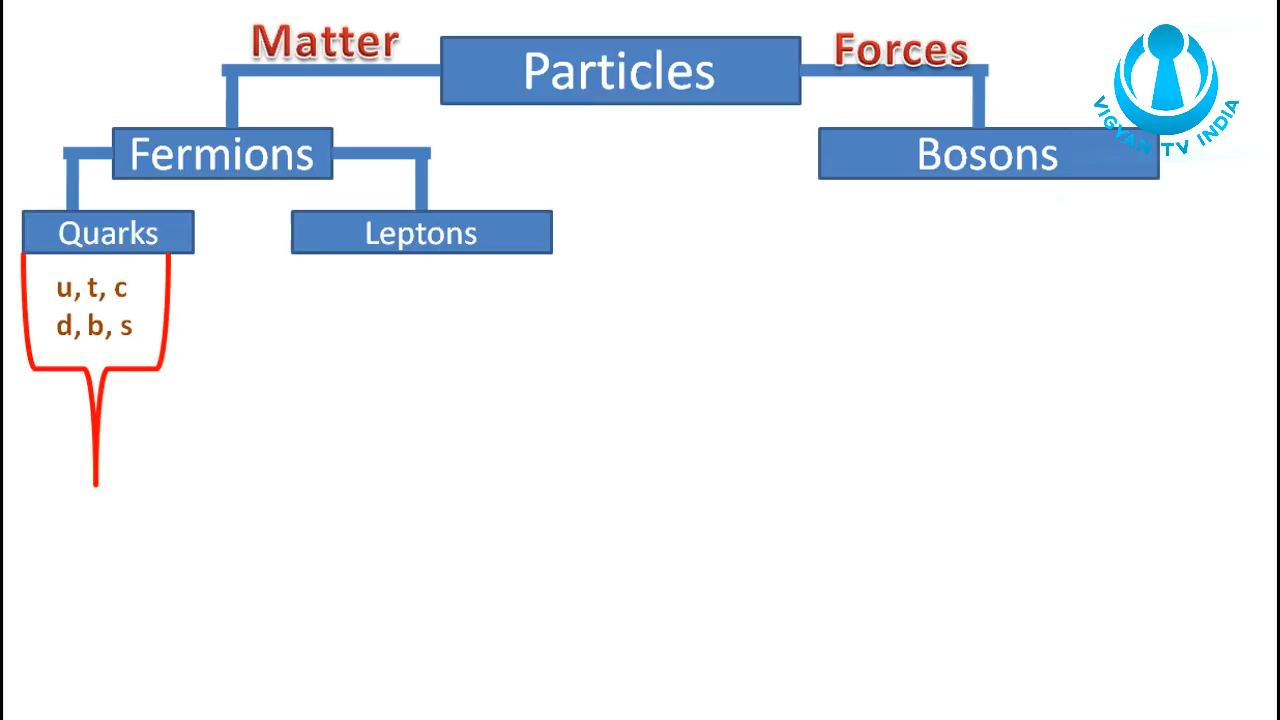 Matter
Particles
Forces
VIGYAN TV INDIA
Fermions
Bosons
Quarks
Leptons
u, t, c
d, b, s